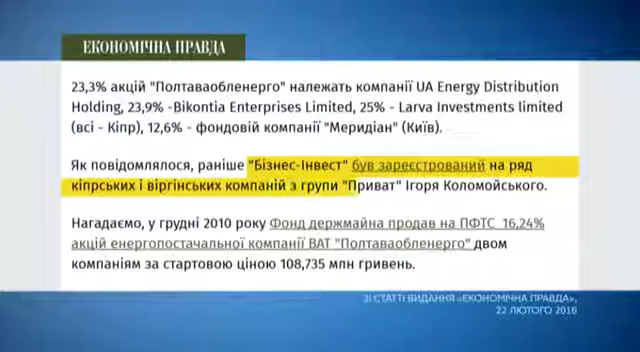 ЕКОНОМІЧНА ПРАВДА
23,3% акцій "Полтаваобленерго" належать компанії UA Energy Distribution
Holding, 23,9% -Bikontia Enterprises Limited, 25% - Larva Investments limited
(всі - Кіпр), 12,6% - фондовій компанії "Меридіан" (Київ).
Як повідомлялося, раніше "Бізнес-Інвест" був зареєстрований на ряд
кіпрських і віргінських компаній з групи "Приват" Ігоря Коломойського.
Нагадаємо, у грудні 2010 року Фонд держмайна продав на ПФТС 16,24%
акцій енергопостачальної компанії ВАТ "Полтаваобленерго" двом
компаніям за стартовою ціною 108,735 млн гривень.
ЗІ СТАТТІ ВИДАННЯ «ЕКОНОМІЧНА ПРАВДА»,
22 ЛЮТОГО 2016